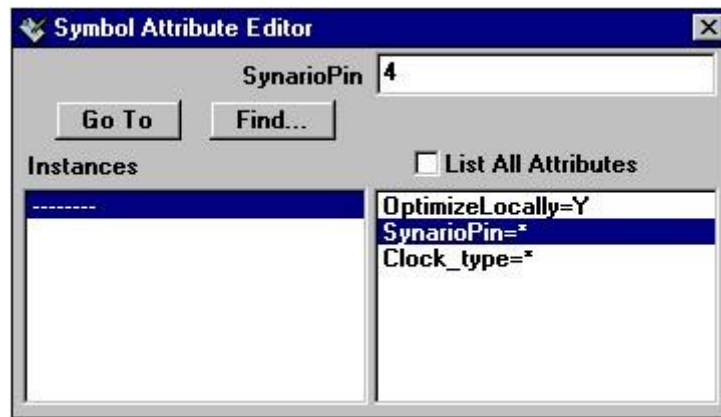 Symbol Attribute Editor
SynarioPin 4
Go To Find...
Instances
List All Attributes
--------
OptimizeLocally=Y
SynarioPin=*
Clock_type=*